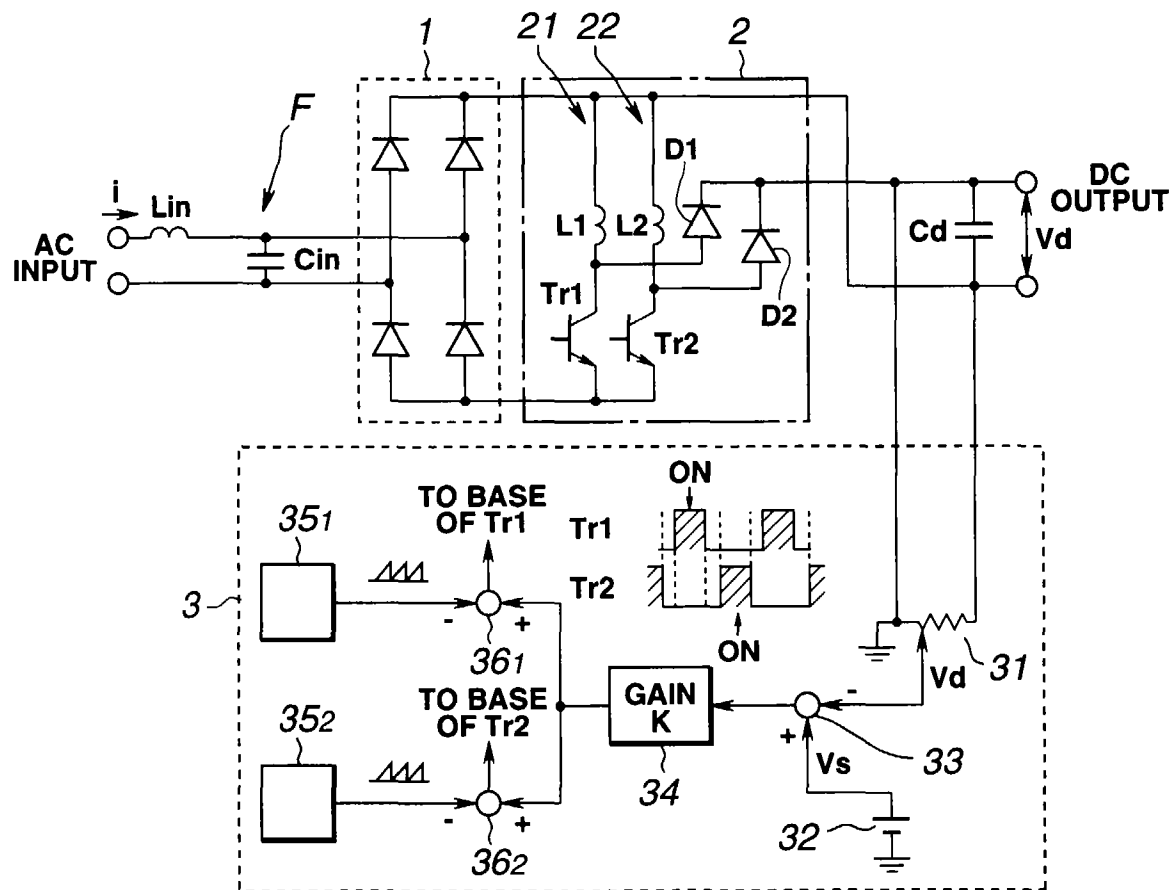 1
21
22
2
F
D1
i
Lin
L1
L2
DC
OUTPUT
AC
INPUT
Cin
Cd
Vd
Tr1
Tr2
D2
ON
TO BASE
OF Tr1
Tr1
351
Tr2
3
- +
361
ON
31
Vd
TO BASE
OF Tr2
GAIN
K
-
352
+
33
Vs
34
32
- +
362